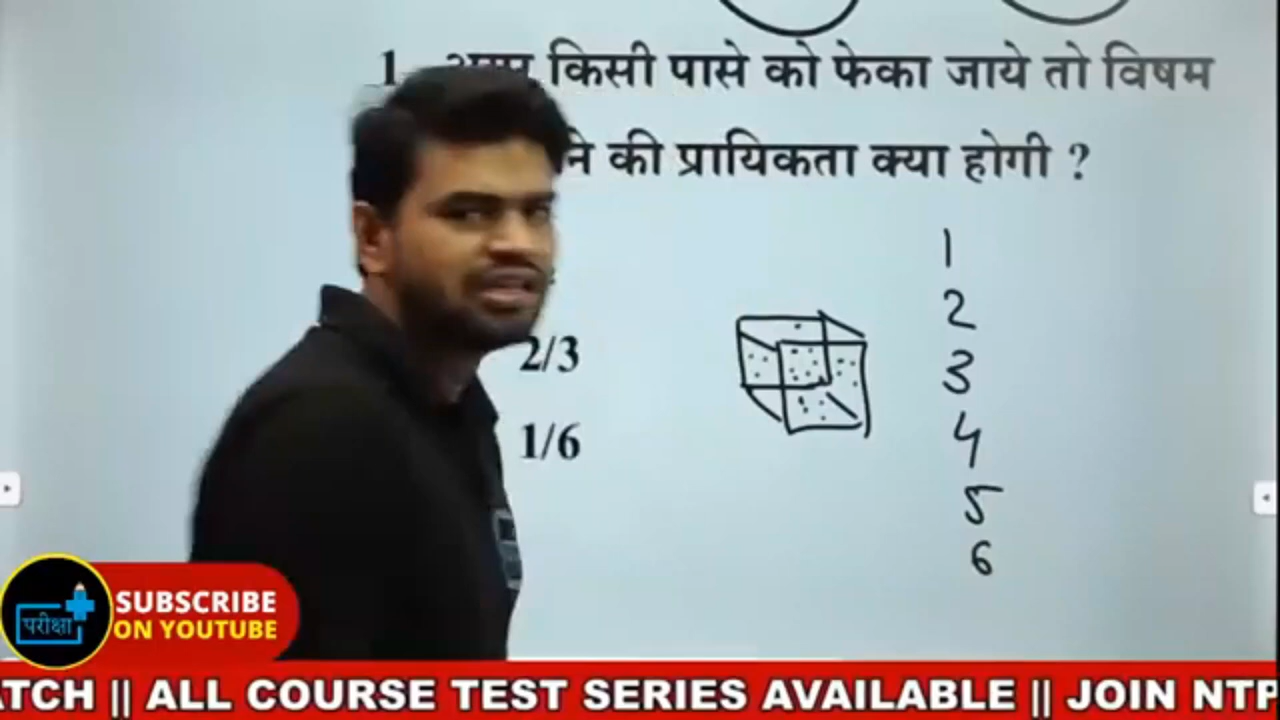 1. अगर किसी पासे को फेका जाये तो विषम
ने की प्रायिकता क्या होगी ?
2/3
1/6
1
2
3
4
5
6
परीक्षा
SUBSCRIBE
ON YOUTUBE
ATCH || ALL COURSE TEST SERIES AVAILABLE || JOIN NTP